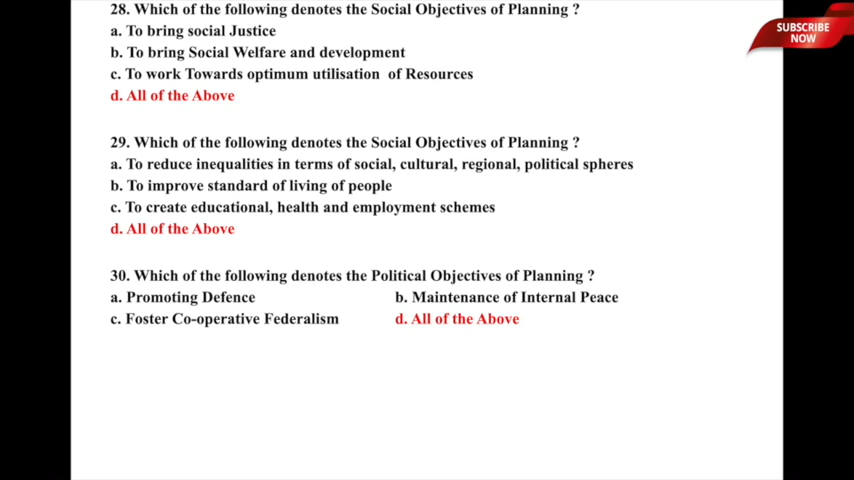 28. Which of the following denotes the Social Objectives of Planning ?
a. To bring social Justice
b. To bring Social Welfare and development
c. To work Towards optimum utilisation of Resources
d. All of the Above
29. Which of the following denotes the Social Objectives of Planning ?
a. To reduce inequalities in terms of social, cultural, regional, political spheres
b. To improve standard of living of people
c. To create educational, health and employment schemes
d. All of the Above
30. Which of the following denotes the Political Objectives of Planning ?
a. Promoting Defence b. Maintenance of Internal Peace
c. Foster Co-operative Federalism d. All of the Above
SUBSCRIBE
NOW